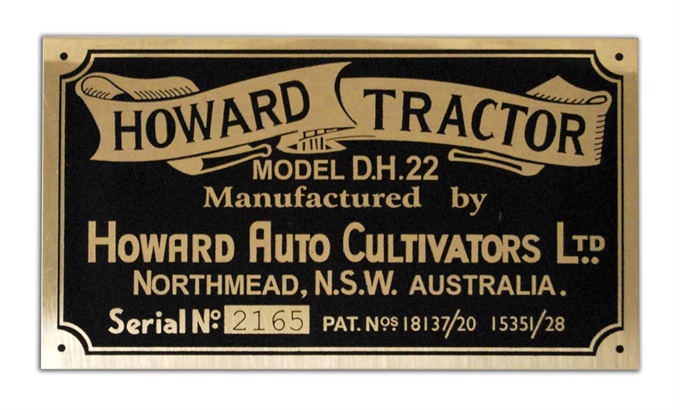 HOWARD TRACTOR
MODEL D.H.22
Manufactured by
HOWARD AUTO CULTIVATORS LTD
NORTHMEAD, N.S.W. AUSTRALIA.
Serial No. 2165 PAT. Nos 18137/20 15351/28